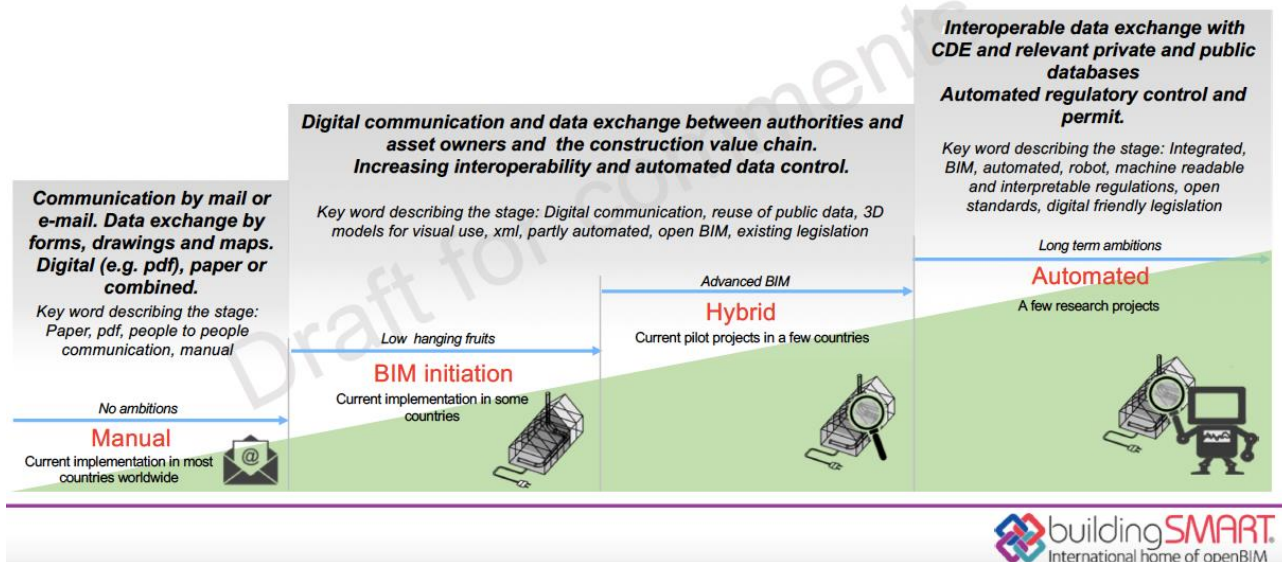 Draft for comments
Communication by mail or
e-mail. Data exchange by
forms, drawings and maps.
Digital (e.g. pdf), paper or
combined.
Key word describing the stage:
Paper, pdf, people to people
communication, manual
No ambitions
Manual
Current implementation in most
countries worldwide
@
Digital communication and data exchange between authorities and
asset owners and the construction value chain.
Increasing interoperability and automated data control.
Key word describing the stage: Digital communication, reuse of public data, 3D
models for visual use, xml, partly automated, open BIM, existing legislation
Low hanging fruits
BIM initiation
Current implementation in some
countries
Advanced BIM
Hybrid
Current pilot projects in a few countries
Interoperable data exchange with
CDE and relevant private and public
databases
Automated regulatory control and
permit.
Key word describing the stage: Integrated,
BIM, automated, robot, machine readable
and interpretable regulations, open
standards, digital friendly legislation
Long term ambitions
Automated
A few research projects
buildingSMART®
International home of openBIM